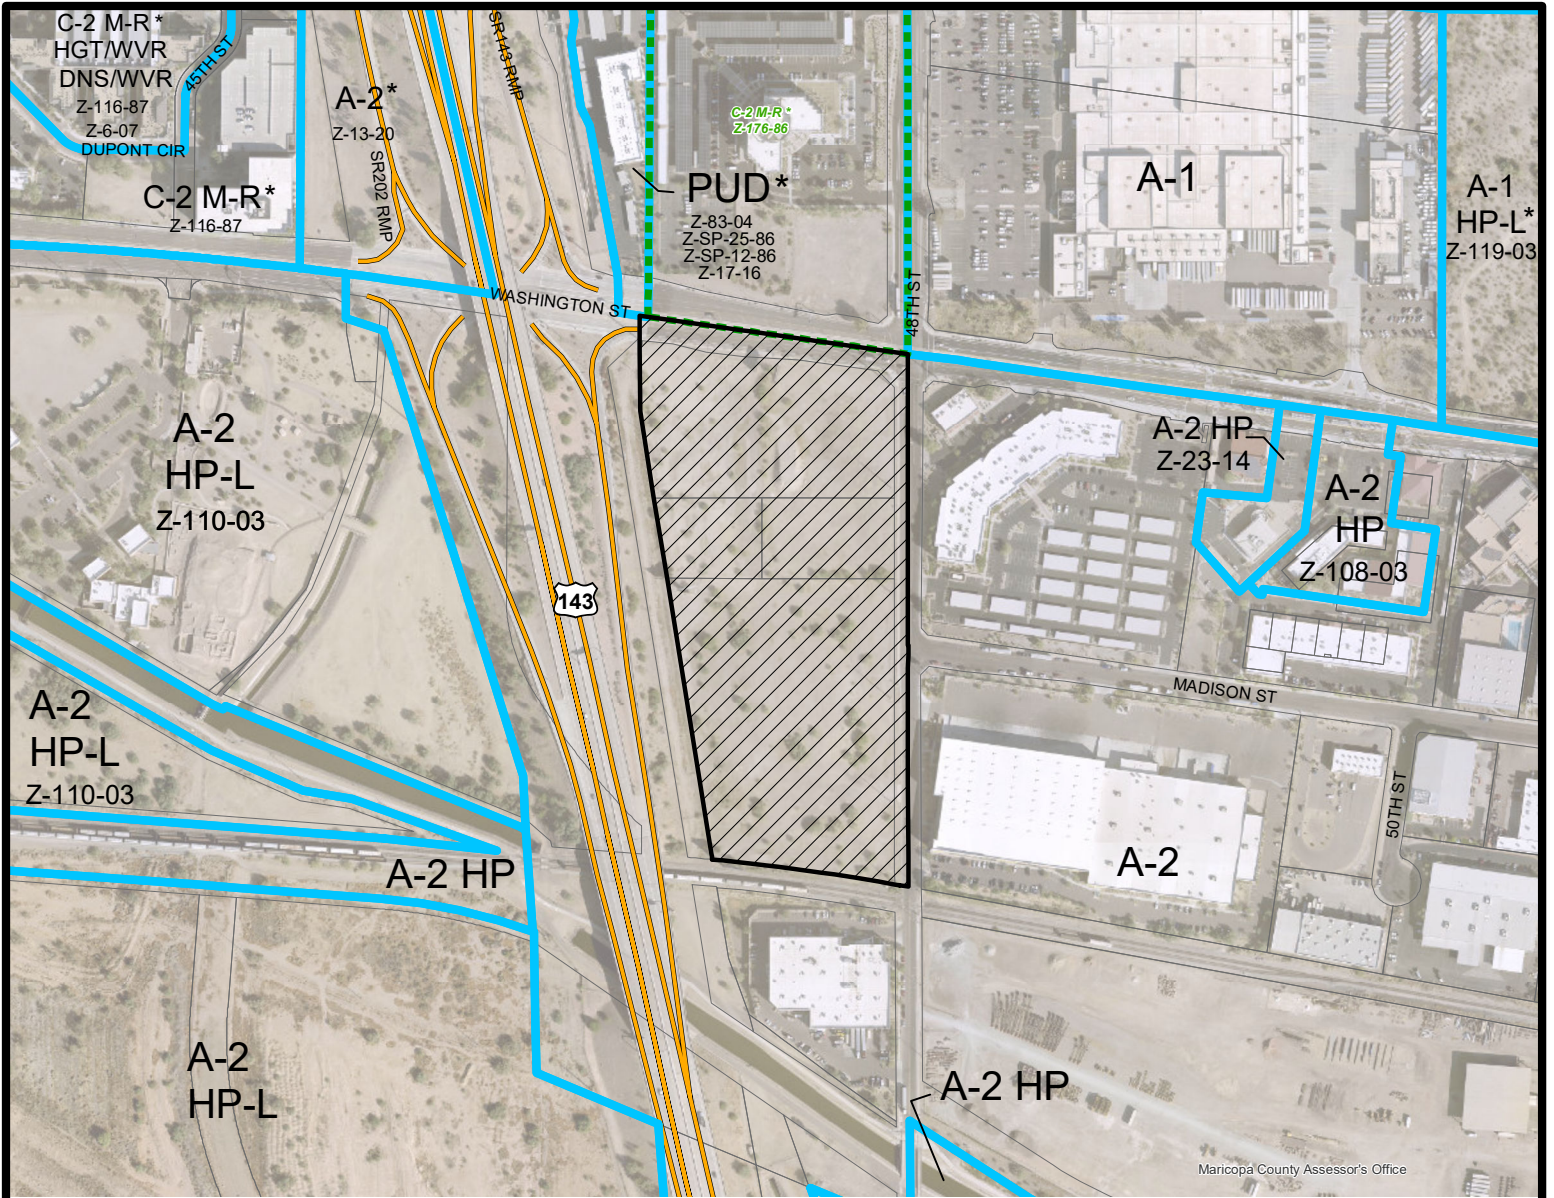 C-2 M-R *
HGT/WVR
DNS/WVR
Z-116-87
Z-6-07
DUPONT CIR
45TH ST
C-2 M-R*
Z-116-87
A-2*
Z-13-20
SR202 RMP
SR143 RMP
C-2 M-R *
Z-176-86
PUD*
Z-83-04
Z-SP-25-86
Z-SP-12-86
Z-17-16
A-1
A-1
HP-L*
Z-119-03
WASHINGTON ST
48TH ST
A-2
HP-L
Z-110-03
A-2 HP
Z-23-14
A-2
HP
Z-108-03
143
A-2
HP-L
Z-110-03
MADISON ST
50TH ST
A-2 HP
A-2
A-2
HP-L
A-2 HP
Maricopa County Assessor's Office